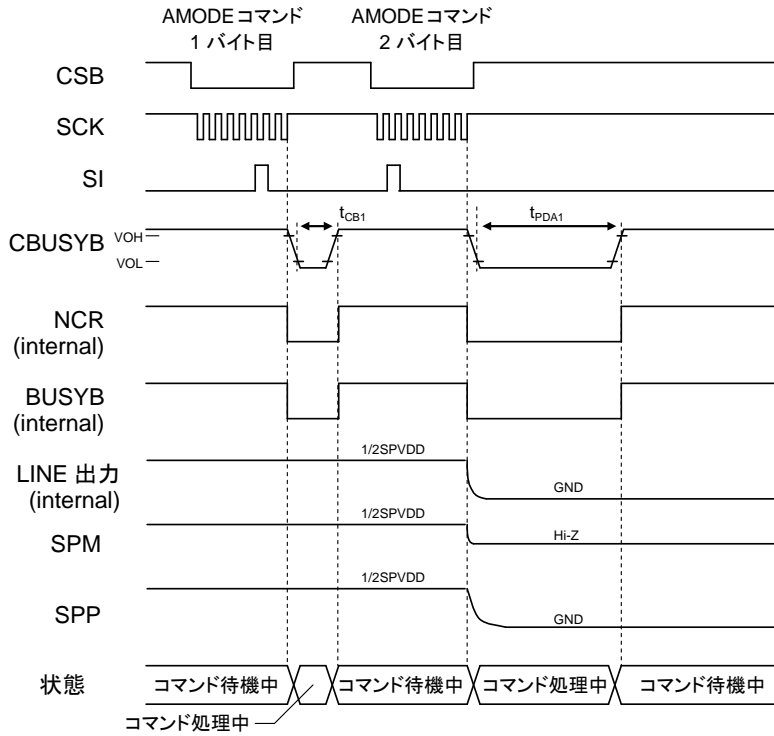 AMODEコマンド
1 バイト目
AMODEコマンド
2 バイト目
CSB
SCK
SI
tCB1
tPDA1
CBUSYB
VOH
VOL
NCR
(internal)
BUSYB
(internal)
1/2SPVDD
LINE 出力
(internal)
GND
1/2SPVDD
SPM
Hi-Z
1/2SPVDD
SPP
GND
状態
コマンド待機中
コマンド待機中
コマンド処理中
コマンド待機中
コマンド処理中